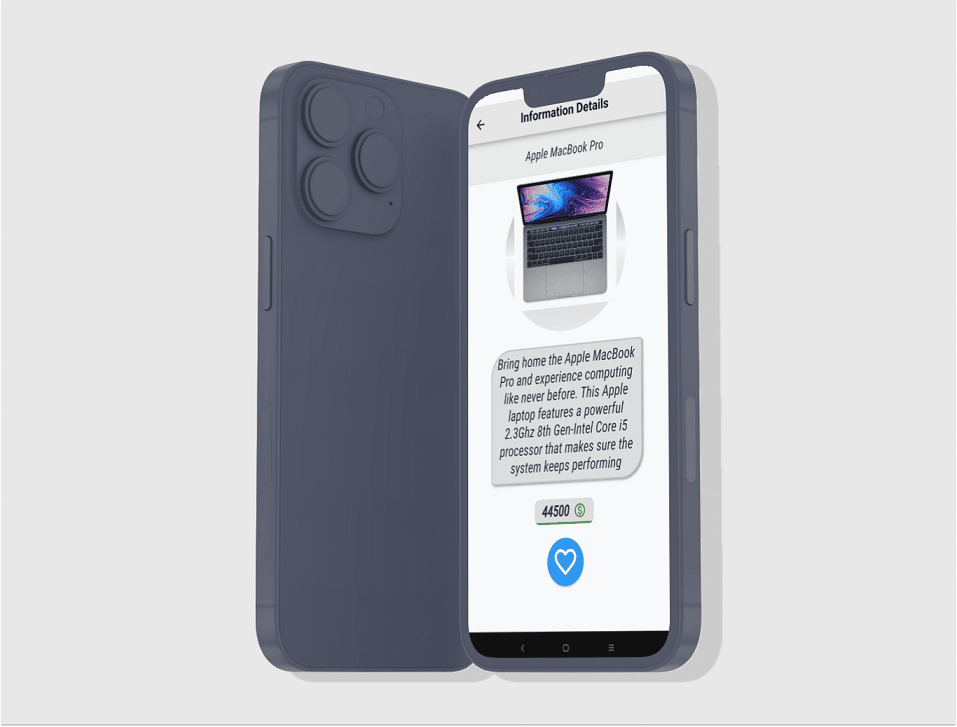 Information Details
Apple MacBook Pro
Bring home the Apple MacBook
Pro and experience computing
like never before. This Apple
laptop features a powerful
2.3Ghz 8th Gen-Intel Core i5
processor that makes sure the
system keeps performing
44500